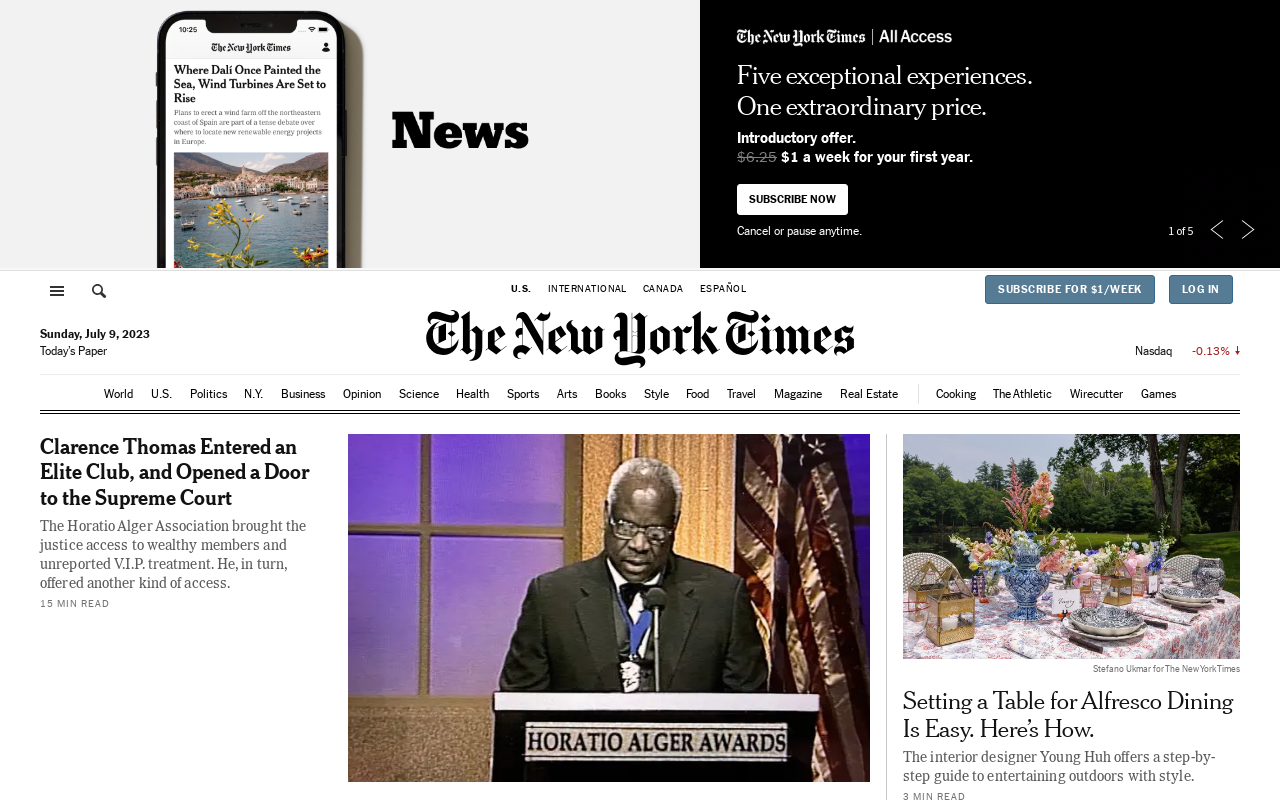 10:25
The New York Times
Where Dalí Once Painted the
Sea, Wind Turbines Are Set to
Rise
Plans to erect a wind farm off the northeastern
coast of Spain are part of a tense debate over
where to locate new renewable energy projects
in Europe.
News
The New York Times | All Access
Five exceptional experiences.
One extraordinary price.
Introductory offer.
$6.25 $1 a week for your first year.
SUBSCRIBE NOW
Cancel or pause anytime.
1 of 5
U.S. INTERNATIONAL CANADA ESPAÑOL
SUBSCRIBE FOR $1/WEEK LOG IN
Sunday, July 9, 2023
Today's Paper
The New York Times
Nasdaq -0.13%
World U.S. Politics N.Y. Business Opinion Science Health Sports Arts Books Style Food Travel Magazine Real Estate Cooking The Athletic Wirecutter Games
Clarence Thomas Entered an
Elite Club, and Opened a Door
to the Supreme Court
The Horatio Alger Association brought the
justice access to wealthy members and
unreported V.I.P. treatment. He, in turn,
offered another kind of access.
15 MIN READ
HORATIO ALGER AWARDS
Stefano Ukmar for The New York Times
Setting a Table for Alfresco Dining
Is Easy. Here's How.
The interior designer Young Huh offers a step-by-
step guide to entertaining outdoors with style.
3 MIN READ